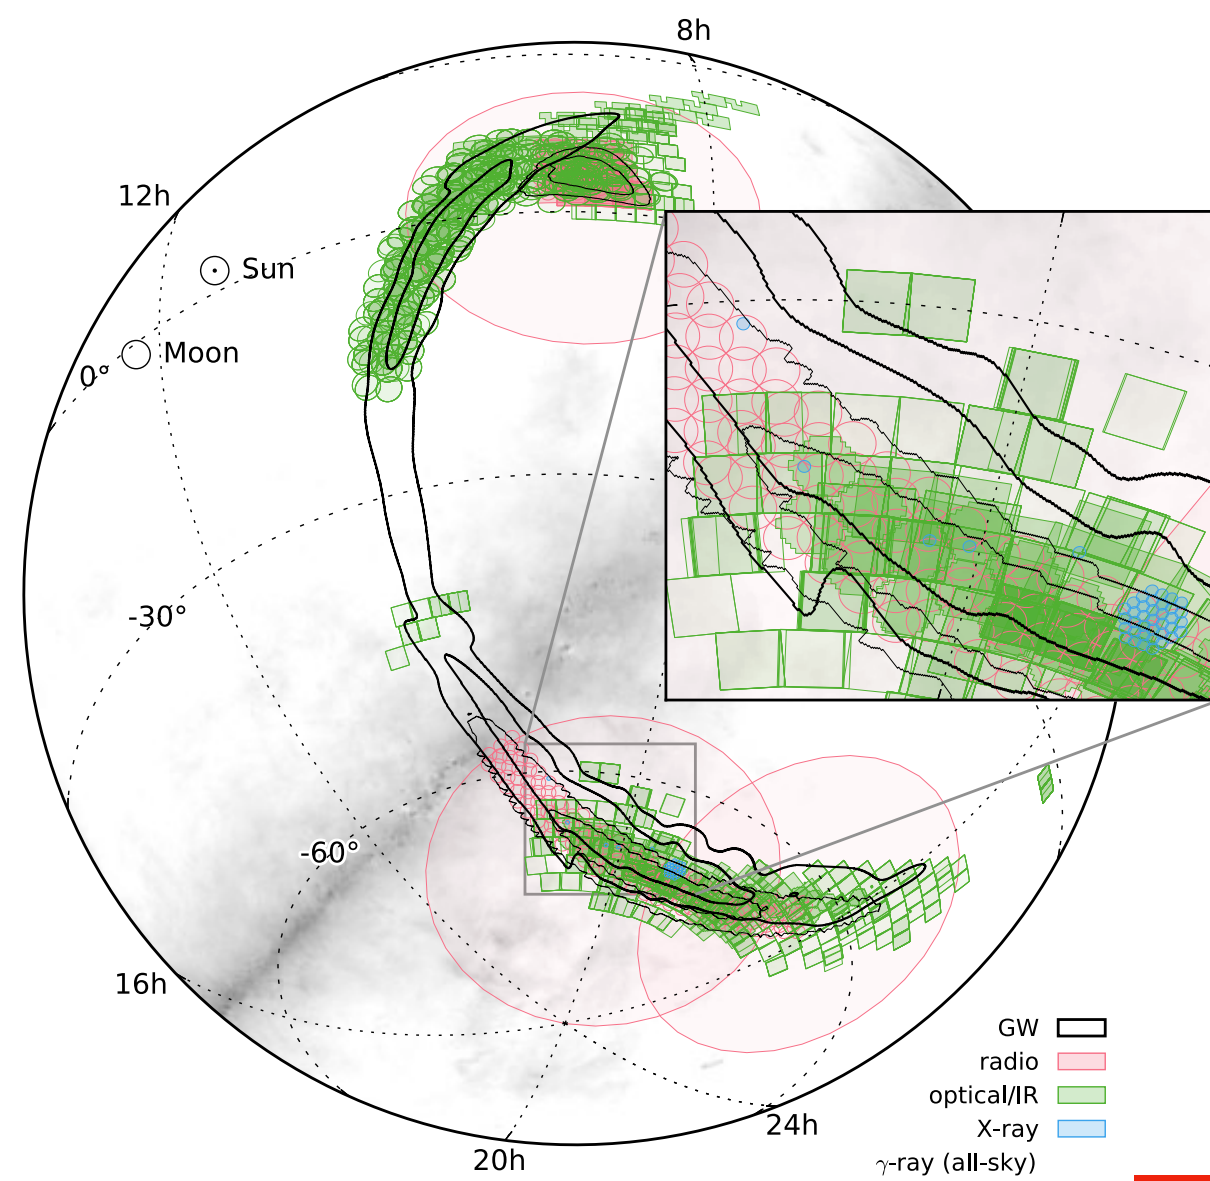 8h
12h
Sun
Moon
0°
-30°
-60°
16h
20h
24h
GW
radio
optical/IR
X-ray
γ-ray (all-sky)